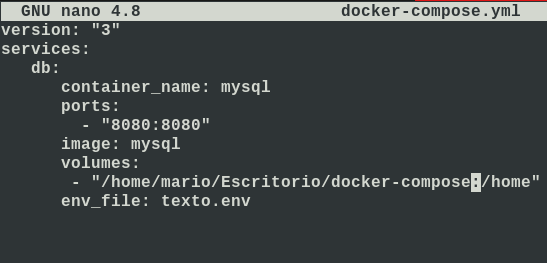 GNU nano 4.8 docker-compose.yml
version: "3"
services:
   db:
      container_name: mysql
      ports:
        - "8080:8080"
      image: mysql
      volumes:
       - "/home/mario/Escritorio/docker-compose:/home"
      env_file: texto.env